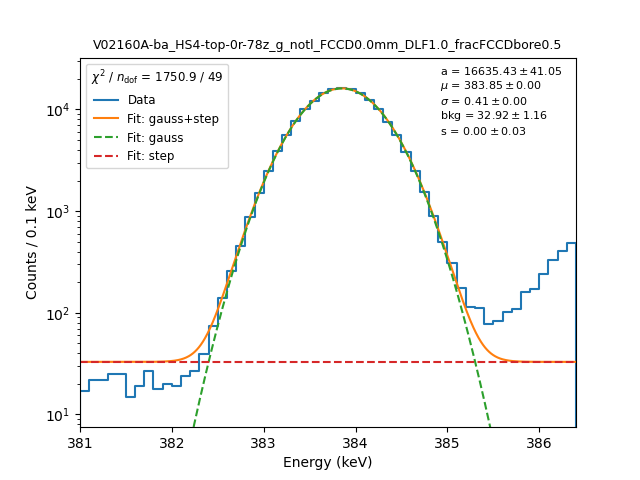 V02160A-ba_HS4-top-0r-78z_g_notl_FCCD0.0mm_DLF1.0_fracFCCDbore0.5
χ² / n_dof = 1750.9 / 49
Data
Fit: gauss+step
Fit: gauss
Fit: step
a = 16635.43 ± 41.05
μ = 383.85 ± 0.00
σ = 0.41 ± 0.00
bkg = 32.92 ± 1.16
s = 0.00 ± 0.03
Counts / 0.1 keV
10⁴
10³
10²
10¹
381 382 383 384 385 386
Energy (keV)